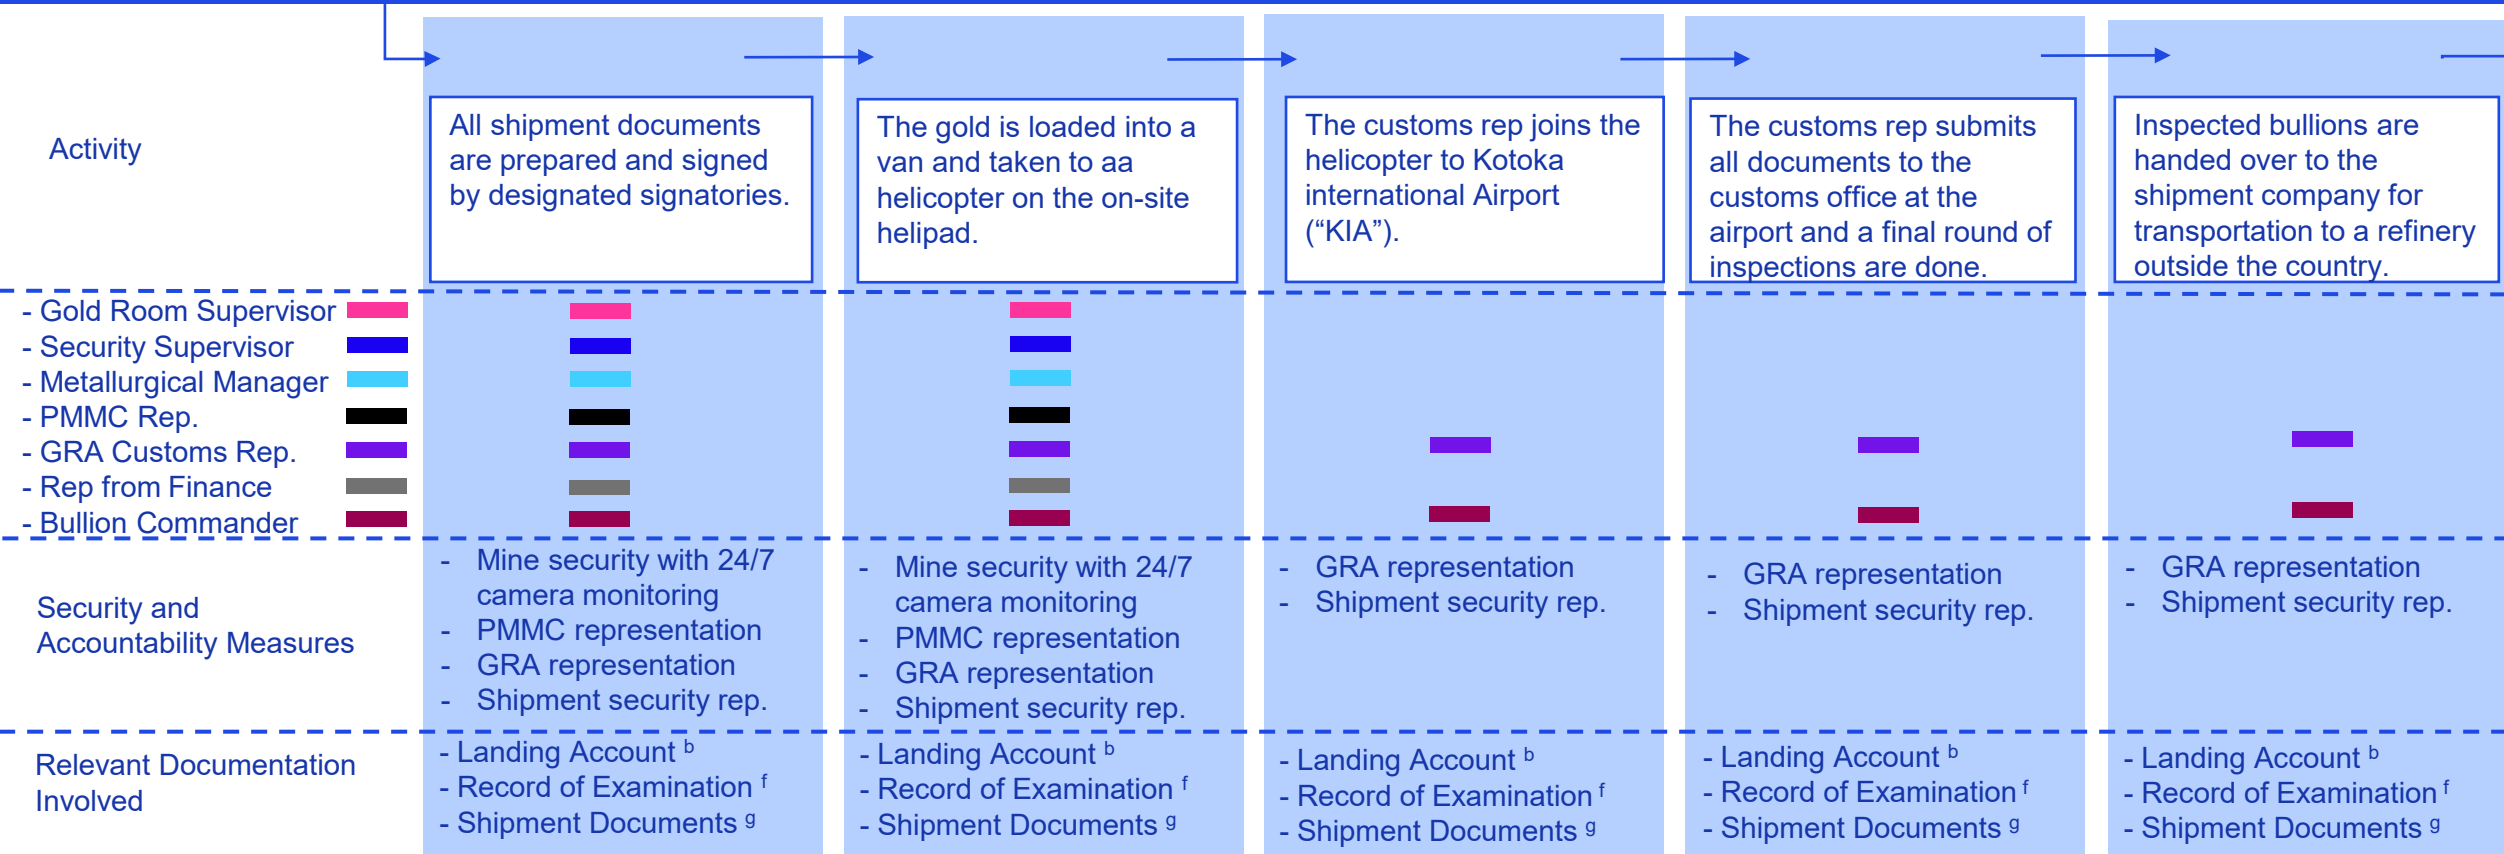 Activity
All shipment documents
are prepared and signed
by designated signatories.
The gold is loaded into a
van and taken to aa
helicopter on the on-site
helipad.
The customs rep joins the
helicopter to Kotoka
international Airport
(“KIA”).
The customs rep submits
all documents to the
customs office at the
airport and a final round of
inspections are done.
Inspected bullions are
handed over to the
shipment company for
transportation to a refinery
outside the country.
- Gold Room Supervisor
- Security Supervisor
- Metallurgical Manager
- PMMC Rep.
- GRA Customs Rep.
- Rep from Finance
- Bullion Commander
Security and
Accountability Measures
- Mine security with 24/7
camera monitoring
- PMMC representation
- GRA representation
- Shipment security rep.
- Mine security with 24/7
camera monitoring
- PMMC representation
- GRA representation
- Shipment security rep.
- GRA representation
- Shipment security rep.
- GRA representation
- Shipment security rep.
- GRA representation
- Shipment security rep.
Relevant Documentation
Involved
- Landing Account b
- Record of Examination f
- Shipment Documents g
- Landing Account b
- Record of Examination f
- Shipment Documents g
- Landing Account b
- Record of Examination f
- Shipment Documents g
- Landing Account b
- Record of Examination f
- Shipment Documents g
- Landing Account b
- Record of Examination f
- Shipment Documents g